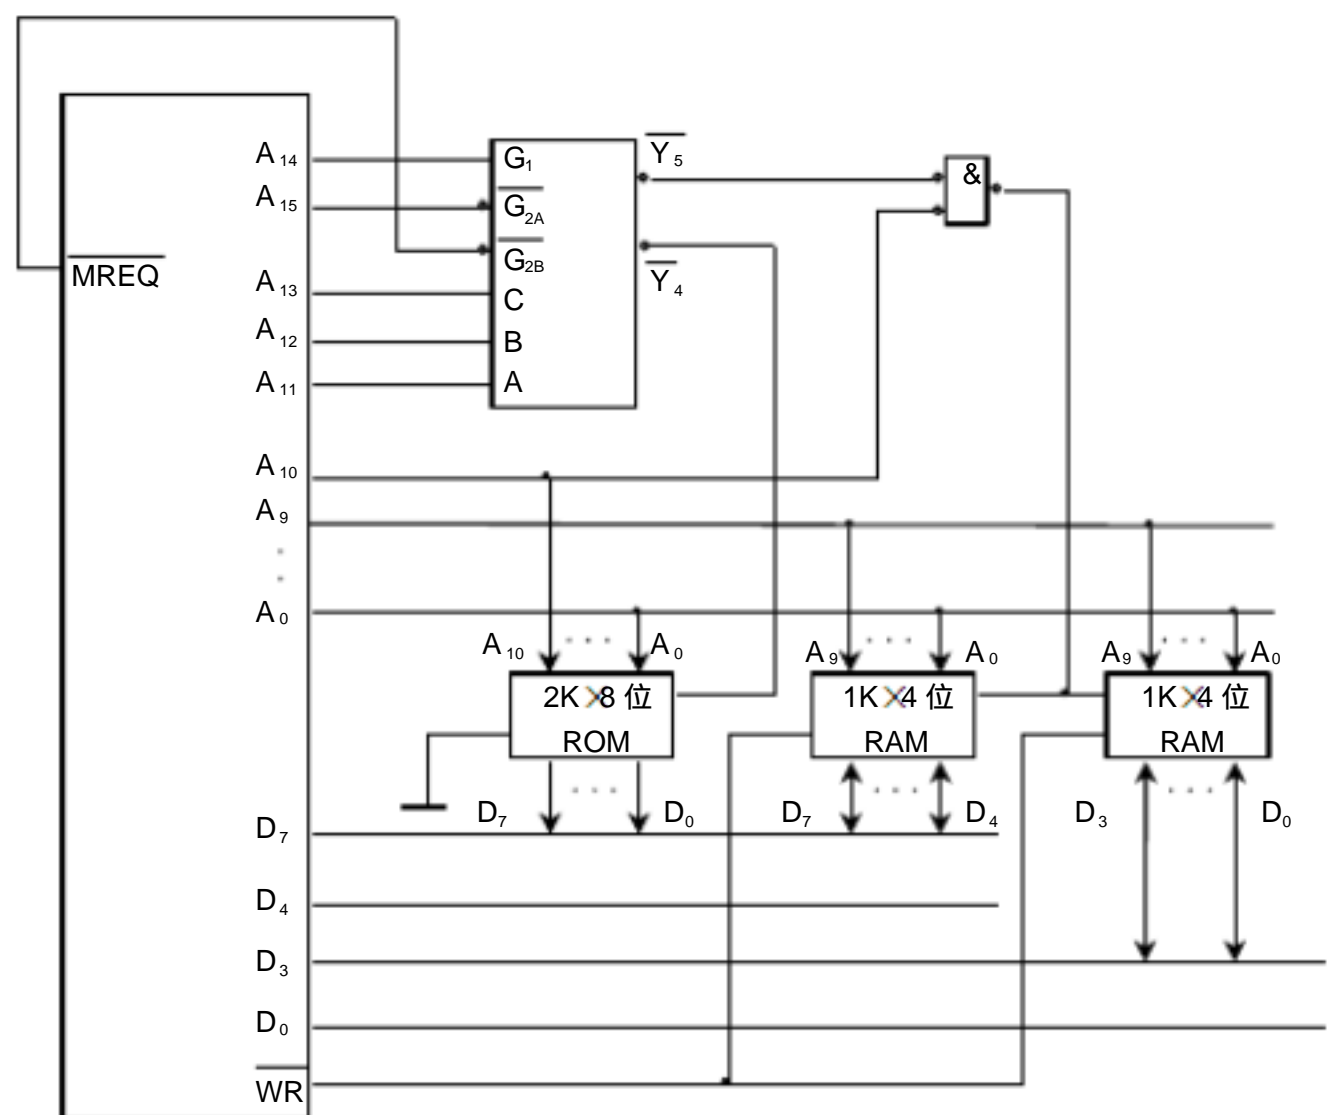 A14
A15
MREQ
A13
A12
A11
A10
A9
A0
G1
G2A
G2B
C
B
A
Y5
Y4
&
A10 ··· A0
2K×8 位
ROM
D7 ··· D0
A9 ··· A0
1K×4 位
RAM
D7 ··· D4
A9 ··· A0
1K×4 位
RAM
D3 ··· D0
D7
D4
D3
D0
WR